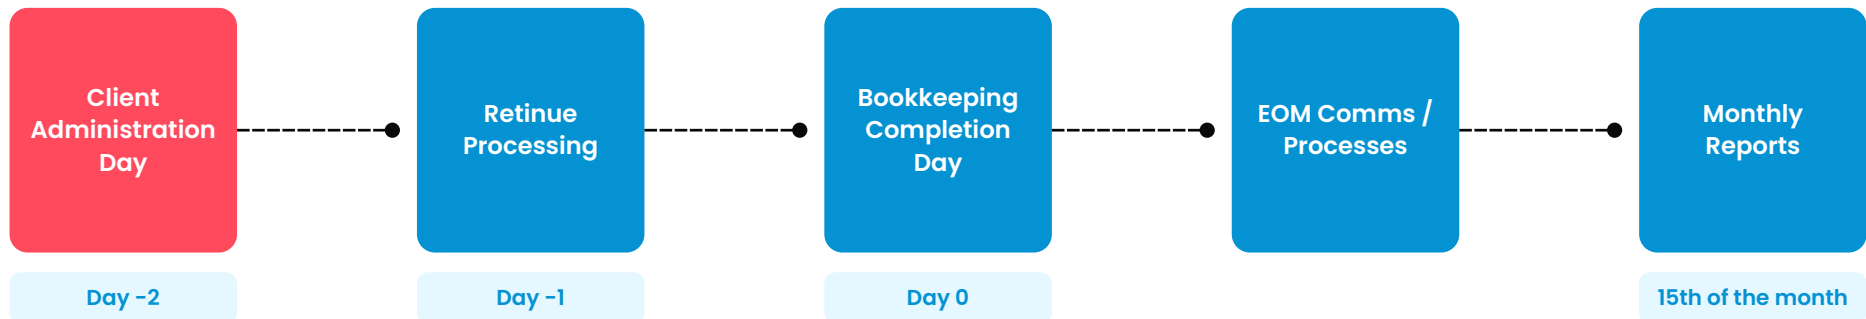 Client
Administration
Day
Retinue
Processing
Bookkeeping
Completion
Day
EOM Comms /
Processes
Monthly
Reports
Day -2
Day -1
Day 0
15th of the month